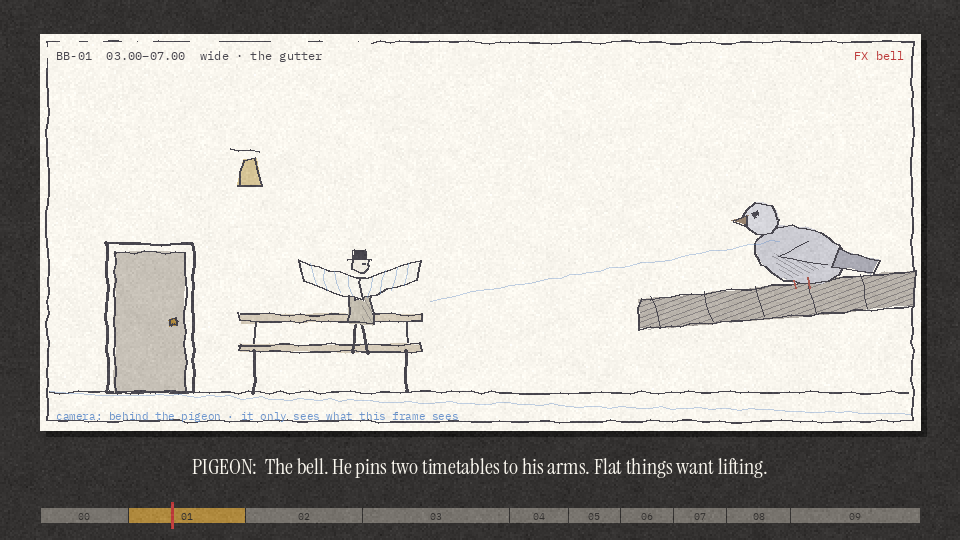 BB-01 03.00–07.00 wide · the gutter
FX bell
camera: behind the pigeon · it only sees what this frame sees
PIGEON: The bell. He pins two timetables to his arms. Flat things want lifting.
00 01 02 03 04 05 06 07 08 09